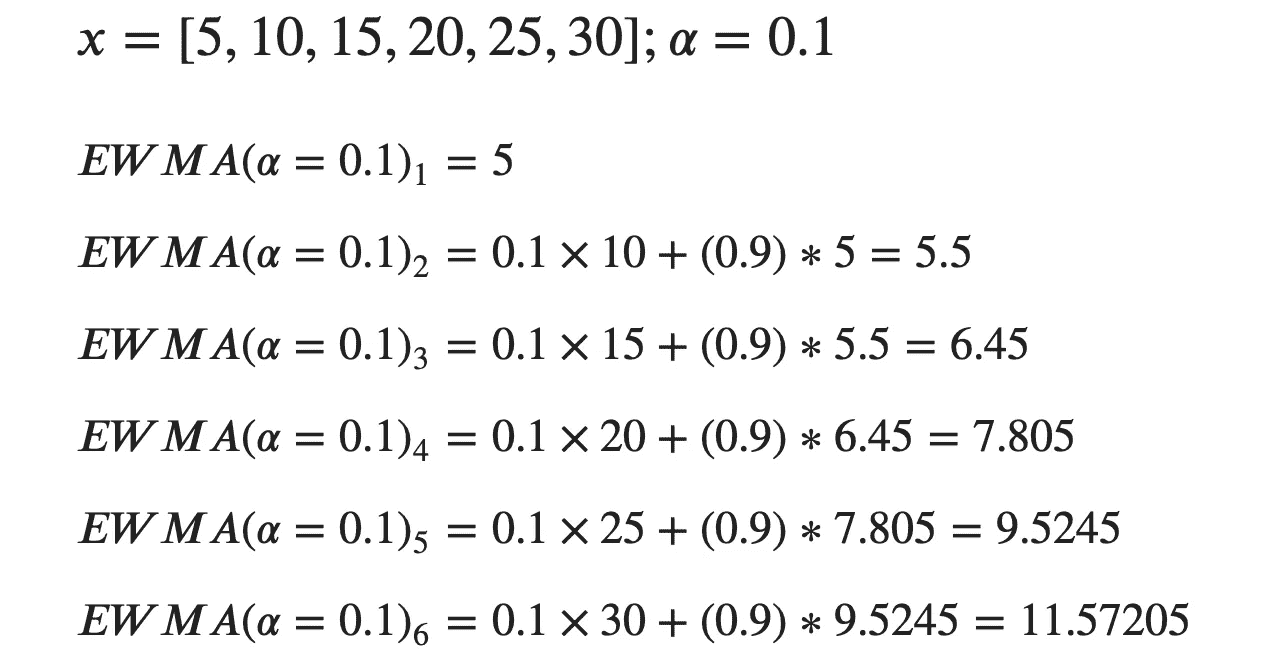 x = [5, 10, 15, 20, 25, 30]; α = 0.1
EWMA(α = 0.1)₁ = 5
EWMA(α = 0.1)₂ = 0.1 × 10 + (0.9) * 5 = 5.5
EWMA(α = 0.1)₃ = 0.1 × 15 + (0.9) * 5.5 = 6.45
EWMA(α = 0.1)₄ = 0.1 × 20 + (0.9) * 6.45 = 7.805
EWMA(α = 0.1)₅ = 0.1 × 25 + (0.9) * 7.805 = 9.5245
EWMA(α = 0.1)₆ = 0.1 × 30 + (0.9) * 9.5245 = 11.57205